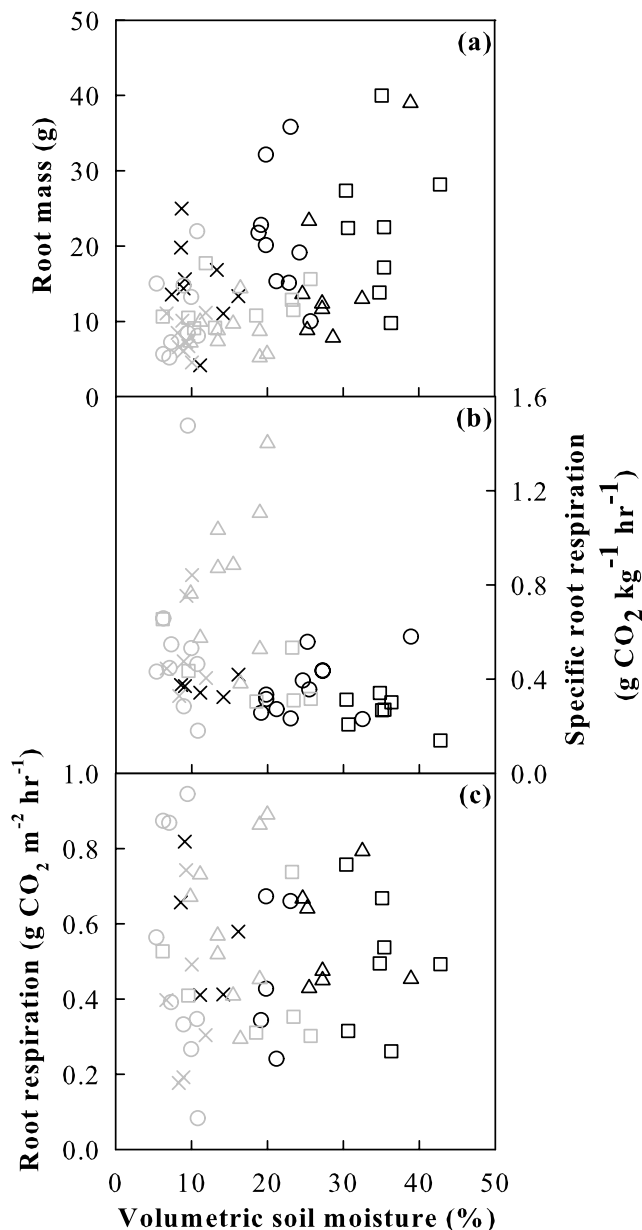 50
(a)
40
30
20
10
0
Root mass (g)
(b)
1.6
1.2
0.8
0.4
0.0
Specific root respiration
(g CO2 kg-1 hr-1)
1.0
(c)
0.8
0.6
0.4
0.2
0.0
Root respiration (g CO2 m-2 hr-1)
0 10 20 30 40 50
Volumetric soil moisture (%)